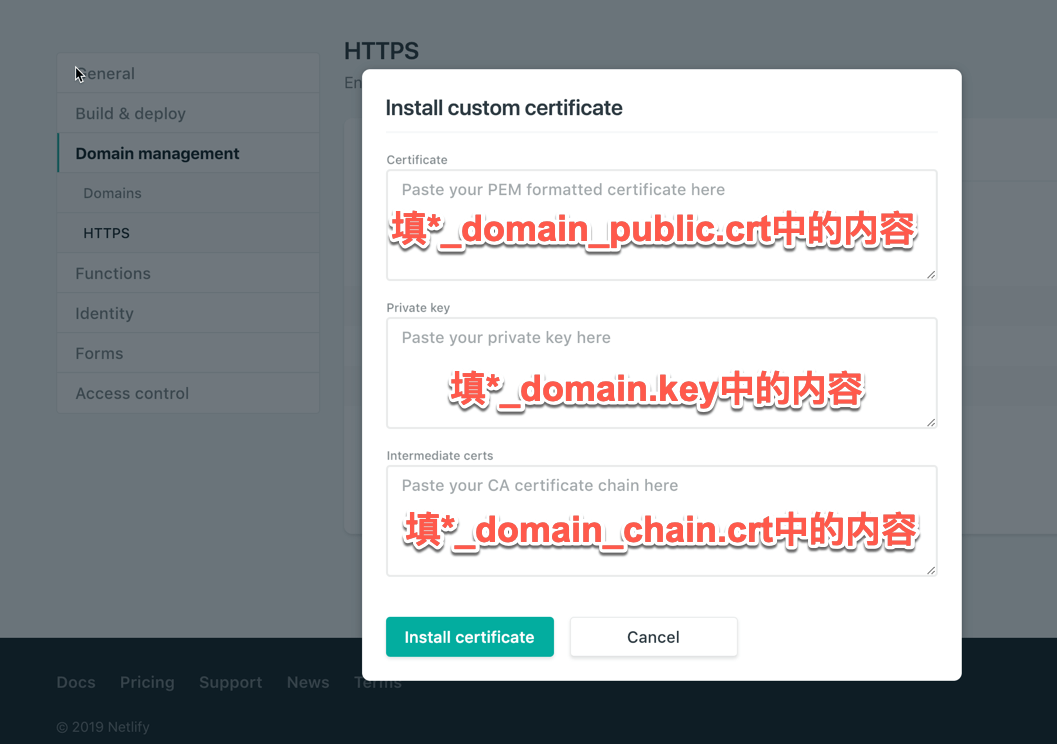 HTTPS
En
General
Build & deploy
Domain management
Domains
HTTPS
Functions
Identity
Forms
Access control
Install custom certificate
Certificate
Paste your PEM formatted certificate here
填*_domain_public.crt中的内容
Private key
Paste your private key here
填*_domain.key中的内容
Intermediate certs
Paste your CA certificate chain here
填*_domain_chain.crt中的内容
Install certificate
Cancel
Docs
Pricing
Support
News
Terms
© 2019 Netlify